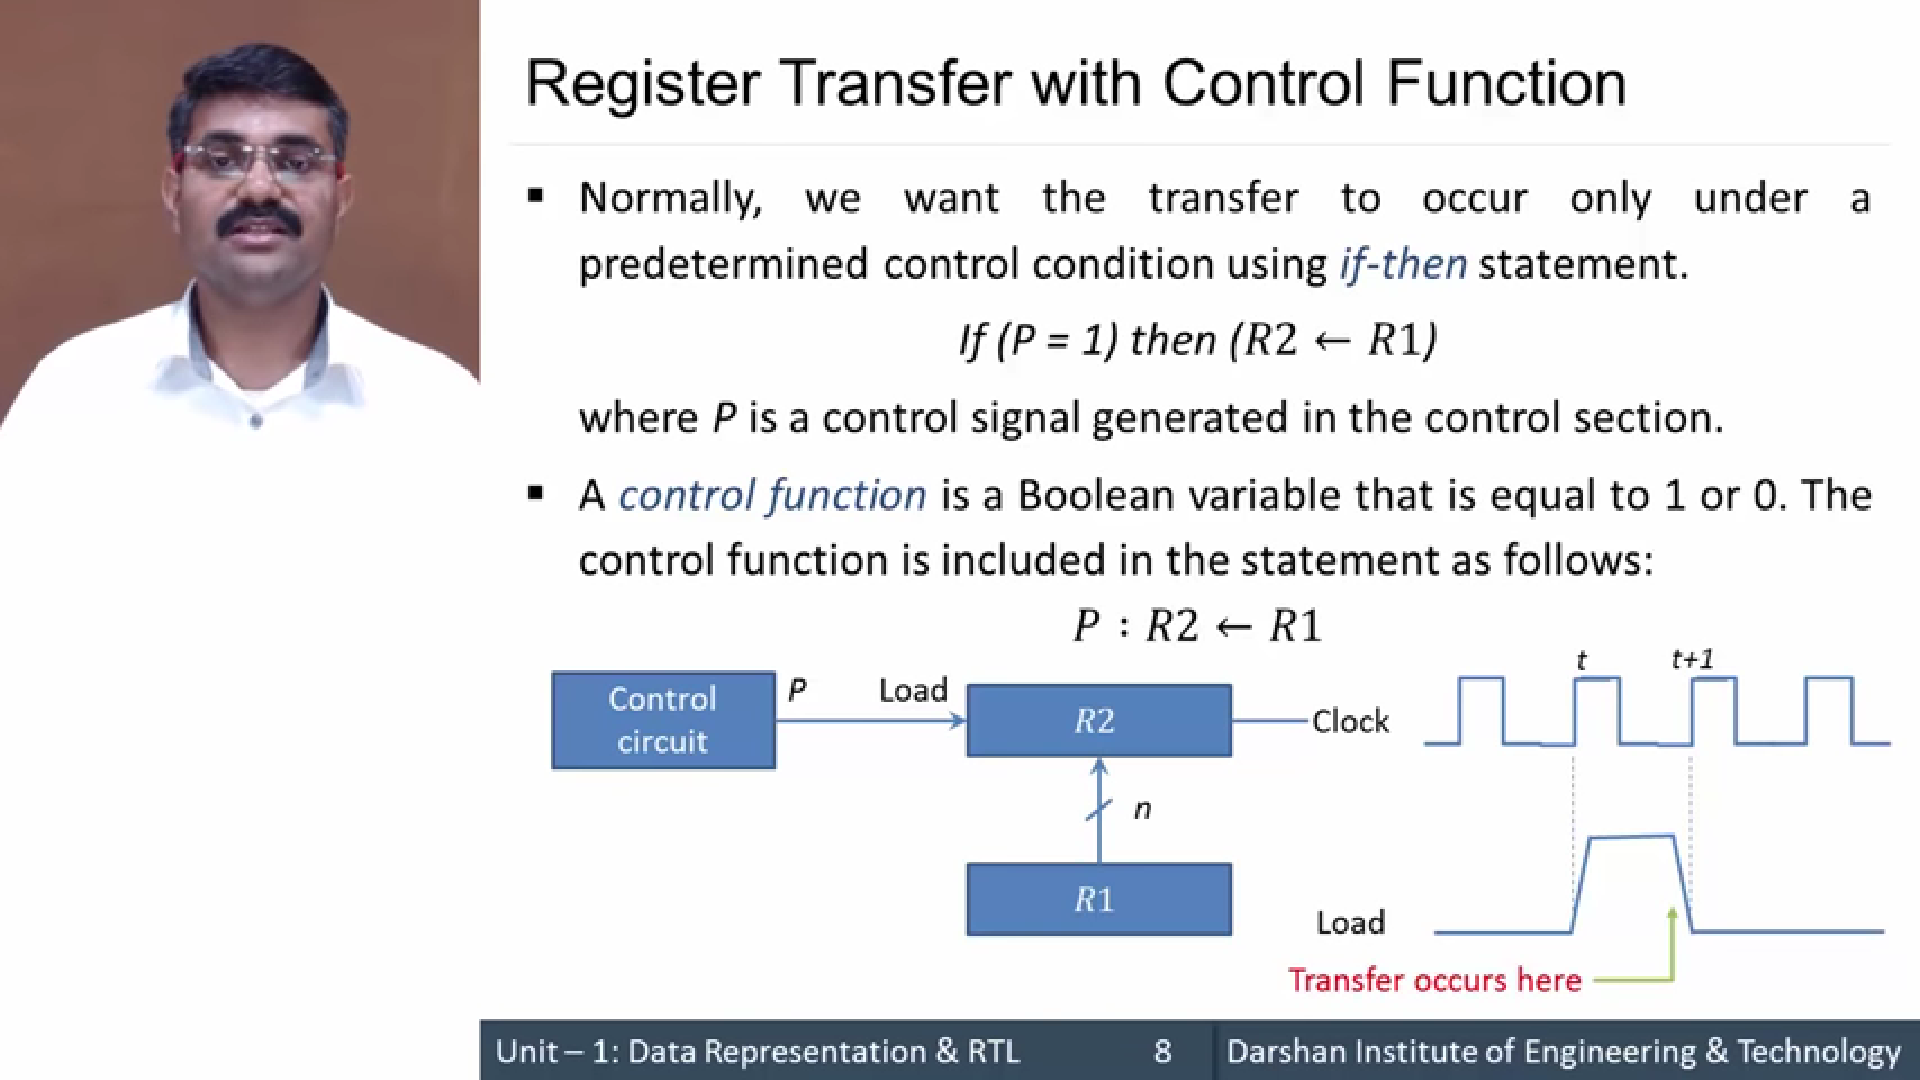 Register Transfer with Control Function
▪ Normally, we want the transfer to occur only under a
predetermined control condition using if-then statement.
If (P = 1) then (R2 ← R1)
where P is a control signal generated in the control section.
▪ A control function is a Boolean variable that is equal to 1 or 0. The
control function is included in the statement as follows:
P : R2 ← R1
Control
circuit
P
Load
R2
Clock
t
t+1
n
R1
Load
Transfer occurs here
Unit – 1: Data Representation & RTL
8
Darshan Institute of Engineering & Technology